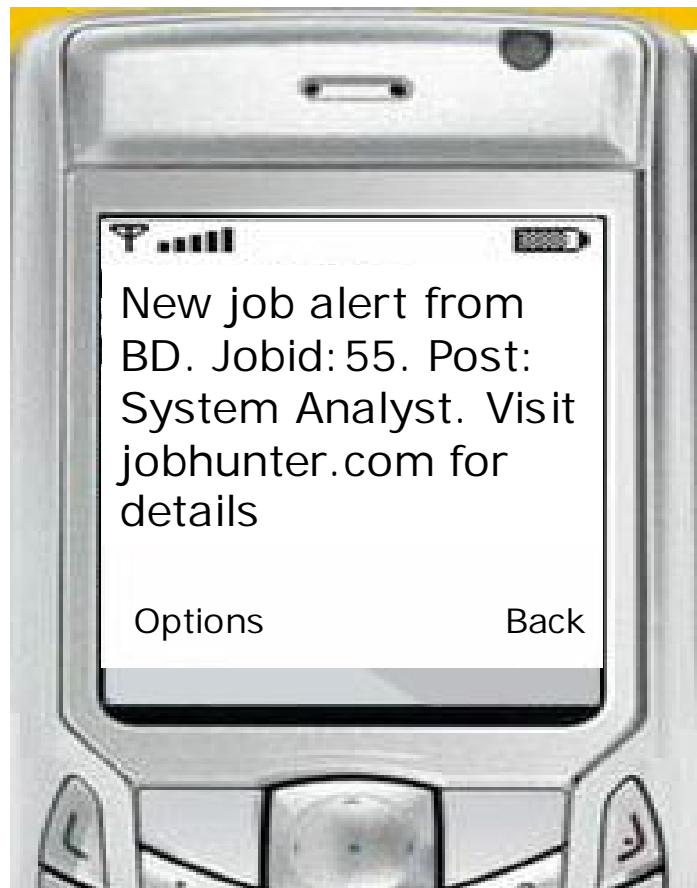 New job alert from
BD. Jobid:55. Post:
System Analyst. Visit
jobhunter.com for
details
Options Back